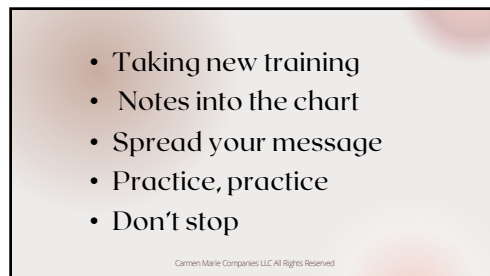 • Taking new training
• Notes into the chart
• Spread your message
• Practice, practice
• Don't stop
Carmen Marie Companies LLC All Rights Reserved